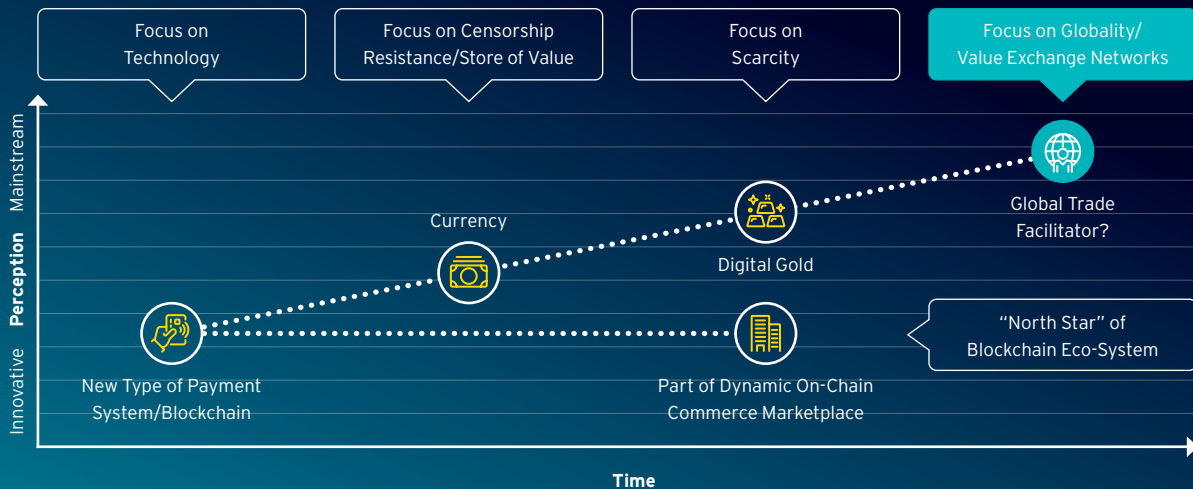 Focus on
Technology
Focus on Censorship
Resistance/Store of Value
Focus on
Scarcity
Focus on Globality/
Value Exchange Networks
Mainstream
Perception
Innovative
Currency
Digital Gold
Global Trade
Facilitator?
New Type of Payment
System/Blockchain
Part of Dynamic On-Chain
Commerce Marketplace
“North Star” of
Blockchain Eco-System
Time